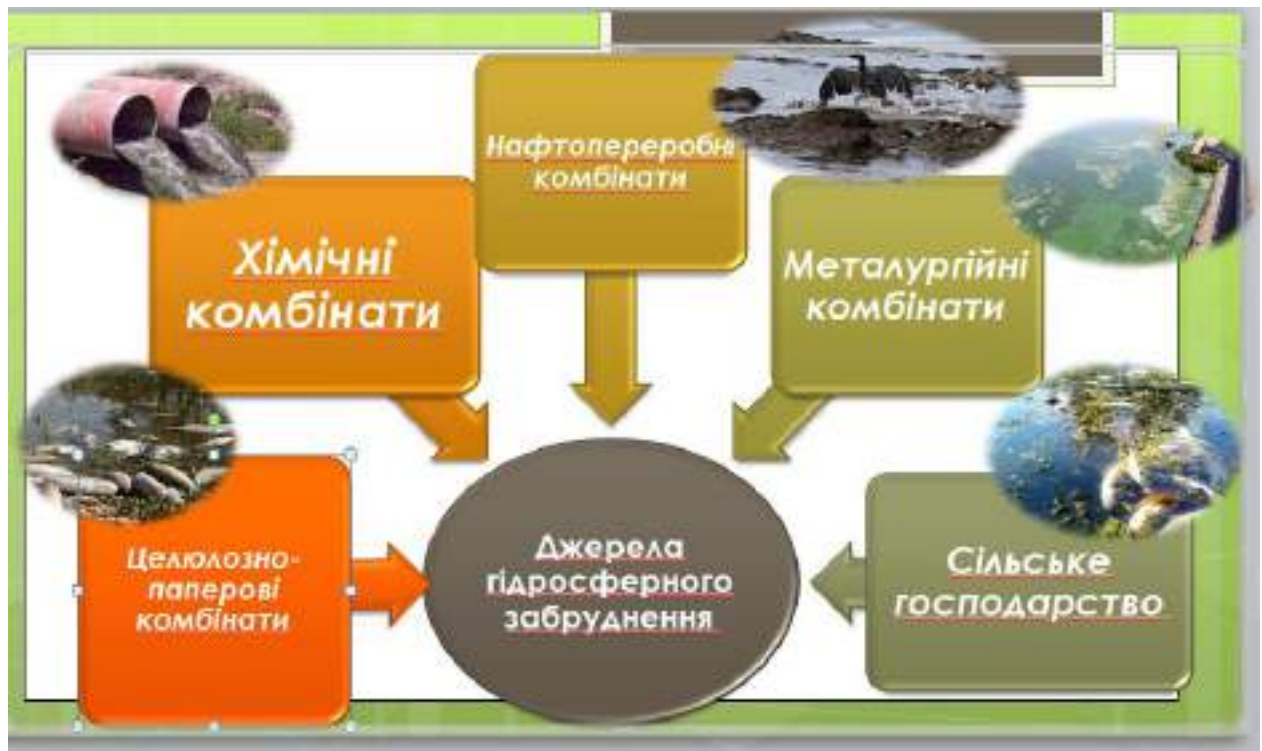 Нафтопереробні
комбінати
Хімічні
комбінати
Металургійні
комбінати
Целюлозно-
паперові
комбінати
Джерела
гідросферного
забруднення
Сільське
господарство